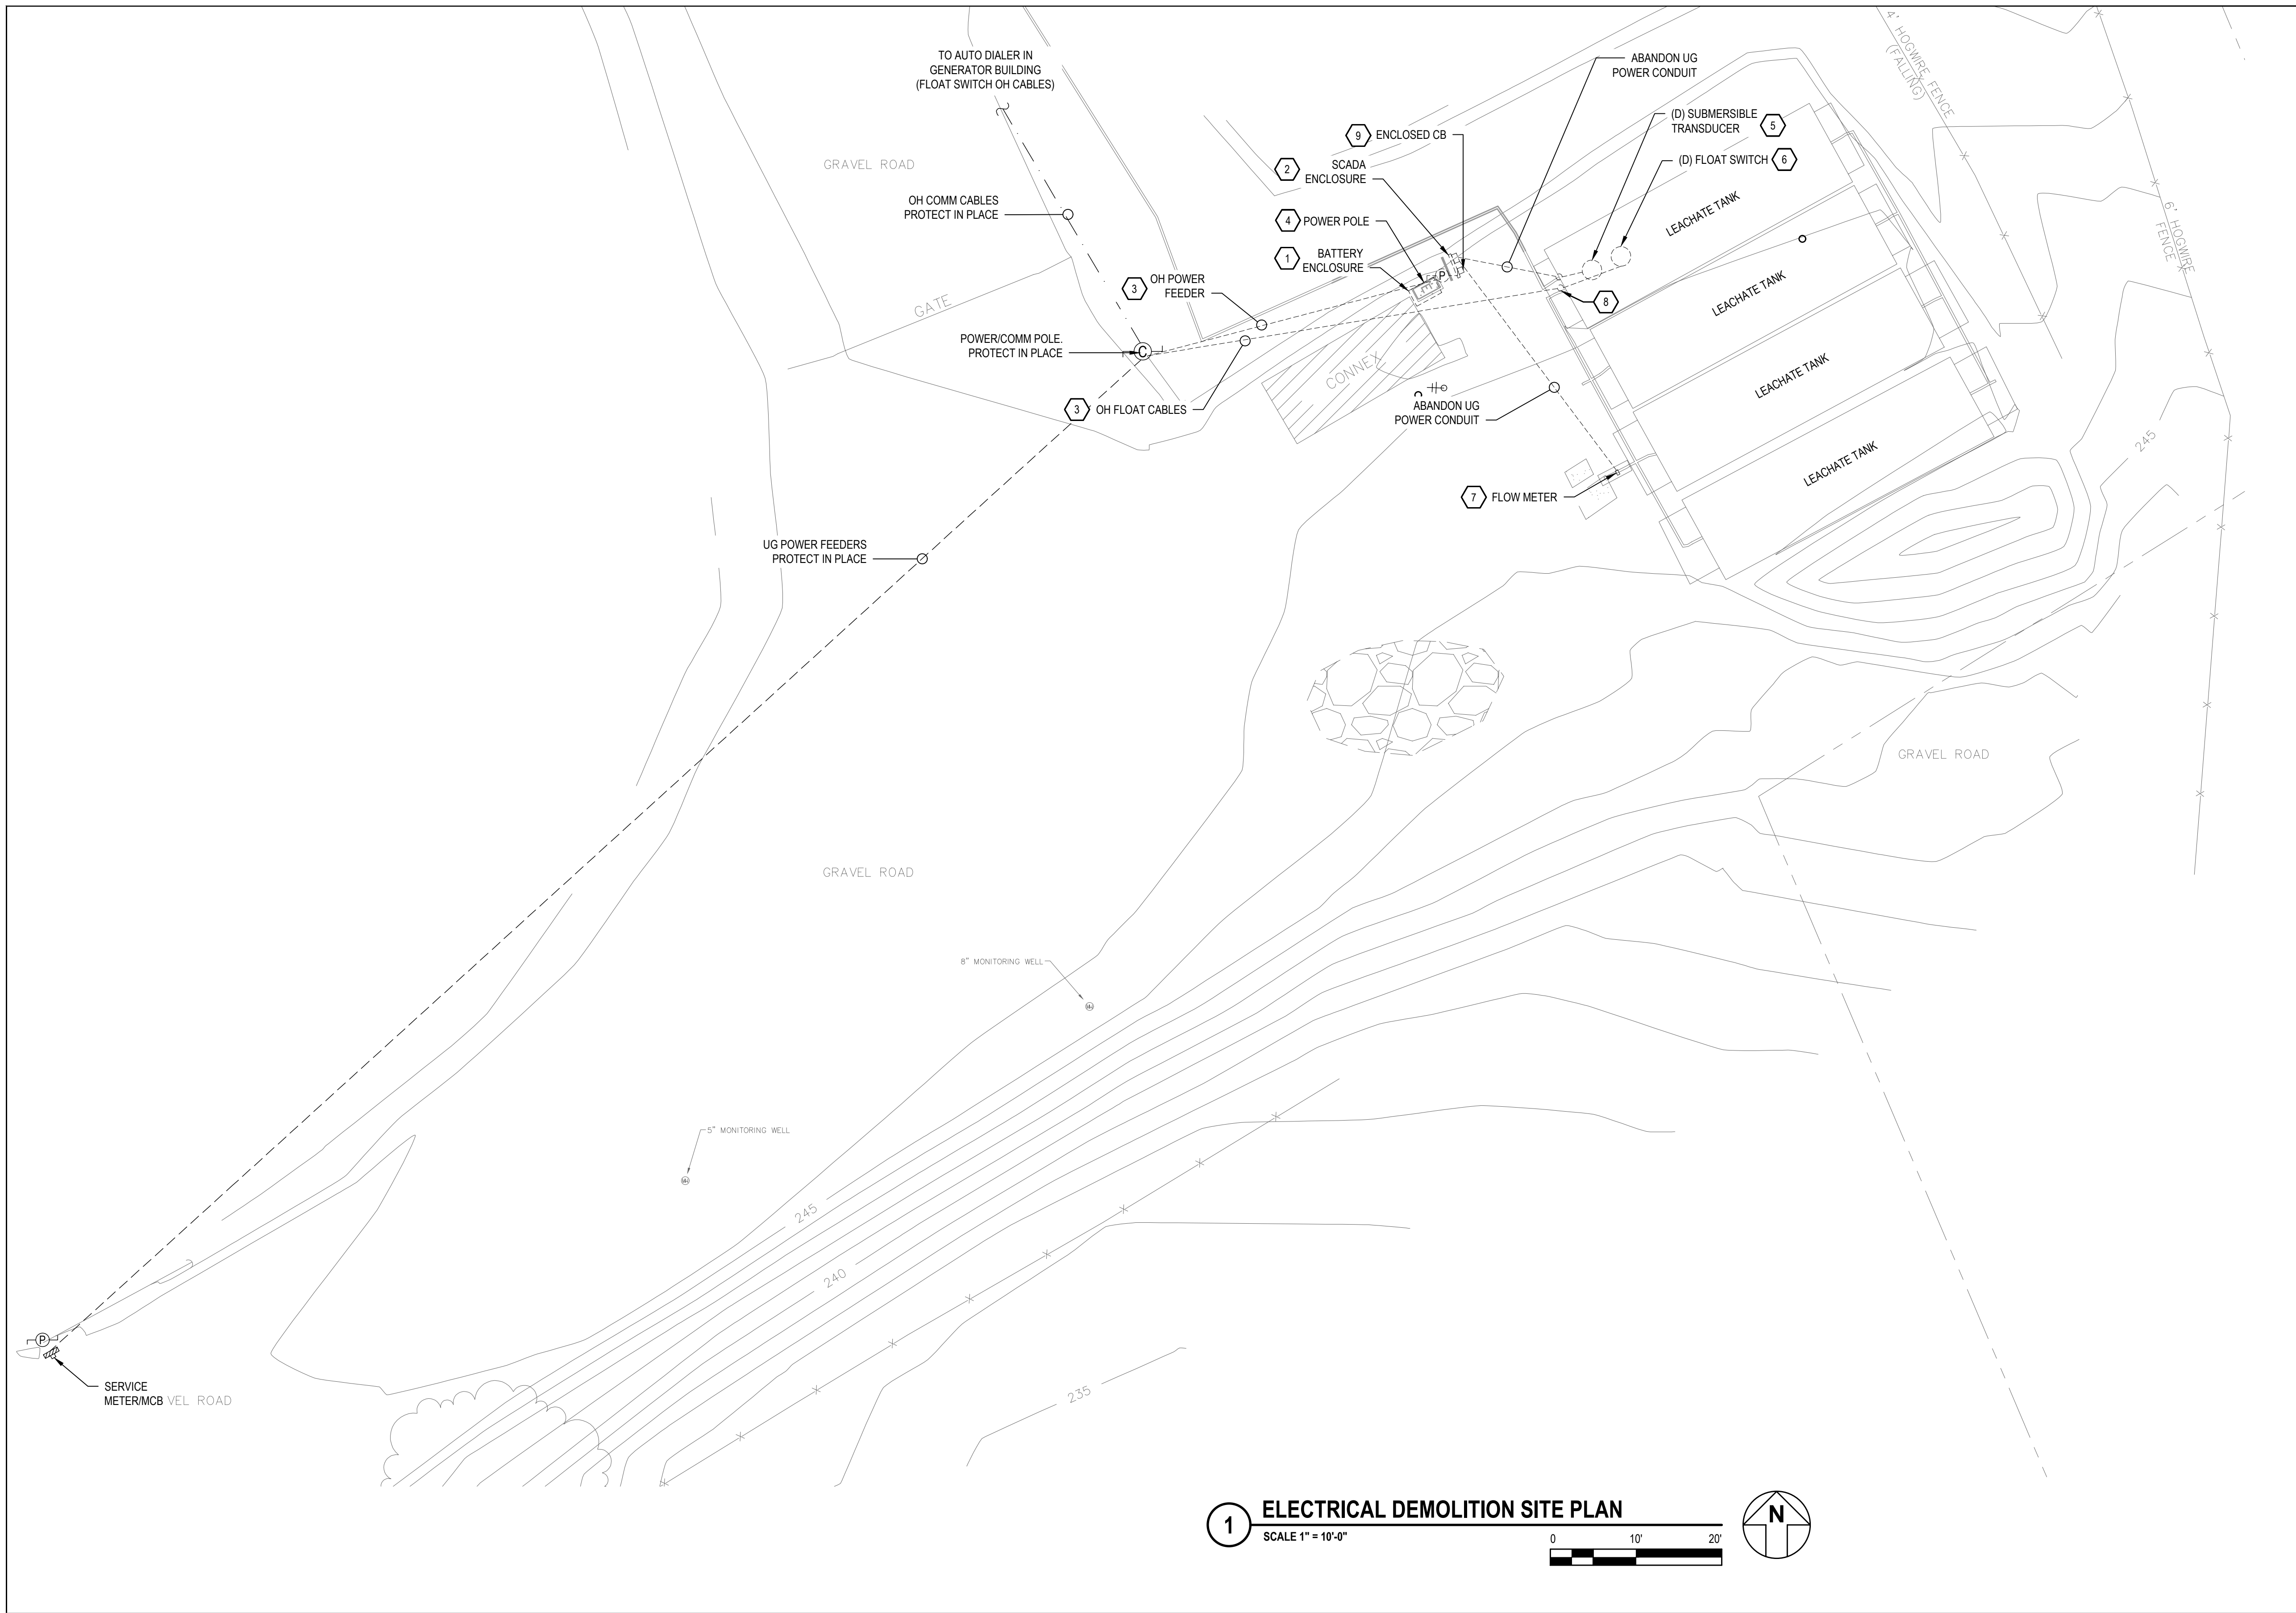 TO AUTO DIALER IN
GENERATOR BUILDING
(FLOAT SWITCH OH CABLES)
ABANDON UG
POWER CONDUIT
4' HOGWIRE FENCE
(FALLING)
(D) SUBMERSIBLE
TRANSDUCER
5
9
ENCLOSED CB
(D) FLOAT SWITCH
6
GRAVEL ROAD
2
SCADA
ENCLOSURE
OH COMM CABLES
PROTECT IN PLACE
4
POWER POLE
LEACHATE TANK
6' HOGWIRE
FENCE
1
BATTERY
ENCLOSURE
P
3
OH POWER
FEEDER
LEACHATE TANK
8
GATE
POWER/COMM POLE.
PROTECT IN PLACE
C
CONNEX
LEACHATE TANK
3
OH FLOAT CABLES
ABANDON UG
POWER CONDUIT
LEACHATE TANK
245
7
FLOW METER
UG POWER FEEDERS
PROTECT IN PLACE
GRAVEL ROAD
GRAVEL ROAD
8" MONITORING WELL
5" MONITORING WELL
245
240
P
SERVICE
METER/MCB VEL ROAD
235
1
ELECTRICAL DEMOLITION SITE PLAN
SCALE 1" = 10'-0"
0 10' 20'
N